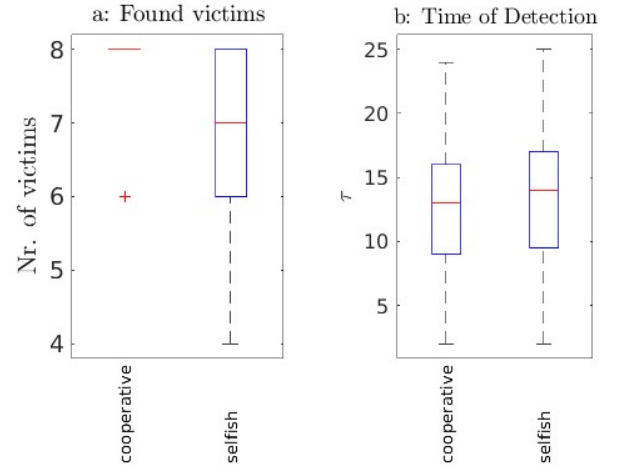 a: Found victims
Nr. of victims
8
7
6
5
4
cooperative
selfish
b: Time of Detection
τ
25
20
15
10
5
cooperative
selfish